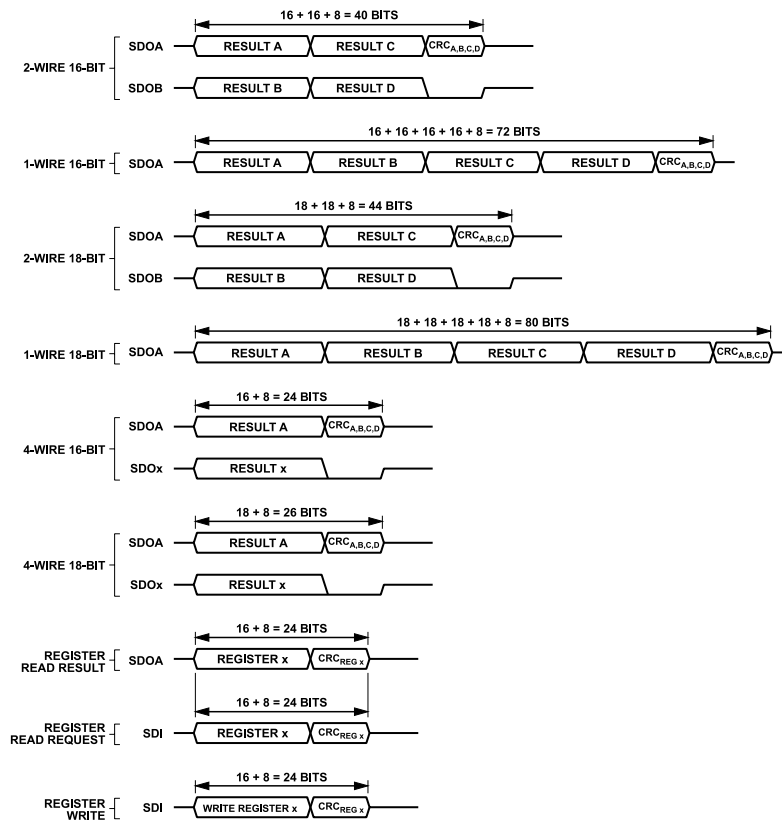 16 + 16 + 8 = 40 BITS
2-WIRE 16-BIT
SDOA RESULT A RESULT C CRCA,B,C,D
SDOB RESULT B RESULT D
16 + 16 + 16 + 16 + 8 = 72 BITS
1-WIRE 16-BIT SDOA RESULT A RESULT B RESULT C RESULT D CRCA,B,C,D
18 + 18 + 8 = 44 BITS
2-WIRE 18-BIT
SDOA RESULT A RESULT C CRCA,B,C,D
SDOB RESULT B RESULT D
18 + 18 + 18 + 18 + 8 = 80 BITS
1-WIRE 18-BIT SDOA RESULT A RESULT B RESULT C RESULT D CRCA,B,C,D
16 + 8 = 24 BITS
4-WIRE 16-BIT
SDOA RESULT A CRCA,B,C,D
SDOx RESULT x
18 + 8 = 26 BITS
4-WIRE 18-BIT
SDOA RESULT A CRCA,B,C,D
SDOx RESULT x
16 + 8 = 24 BITS
REGISTER
READ RESULT
SDOA REGISTER x CRCREG x
16 + 8 = 24 BITS
REGISTER
READ REQUEST
SDI REGISTER x CRCREG x
16 + 8 = 24 BITS
REGISTER
WRITE
SDI WRITE REGISTER x CRCREG x